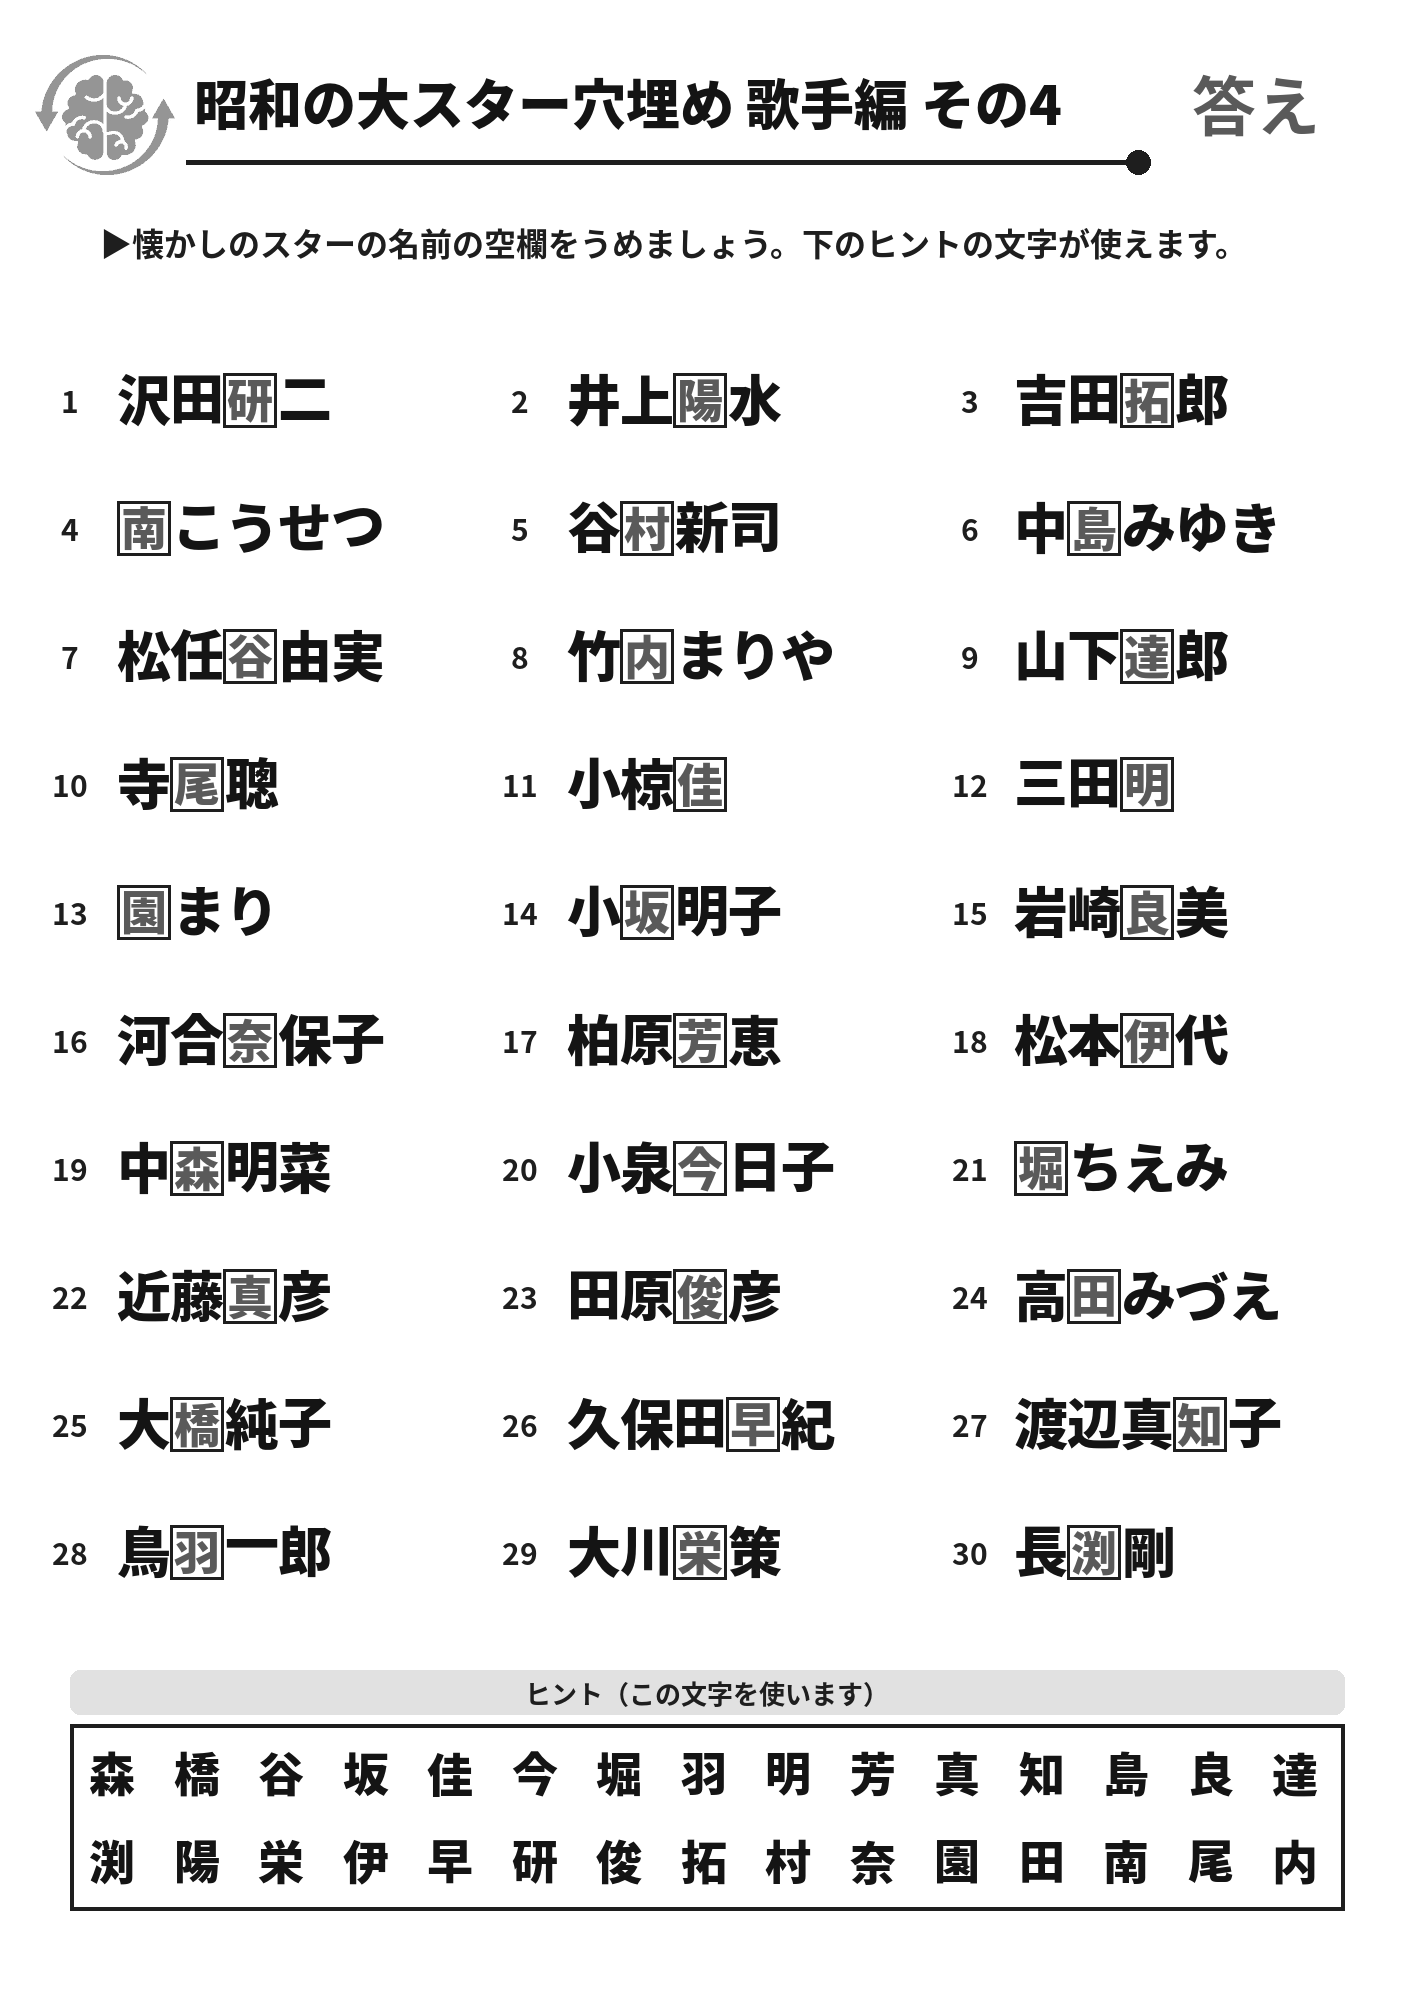 昭和の大スター穴埋め 歌手編 その4 答え
▶懐かしのスターの名前の空欄をうめましょう。下のヒントの文字が使えます。
1 沢田研二 2 井上陽水 3 吉田拓郎
4 南こうせつ 5 谷村新司 6 中島みゆき
7 松任谷由実 8 竹内まりや 9 山下達郎
10 寺尾聰 11 小椋佳 12 三田明
13 園まり 14 小坂明子 15 岩崎良美
16 河合奈保子 17 柏原芳恵 18 松本伊代
19 中森明菜 20 小泉今日子 21 堀ちえみ
22 近藤真彦 23 田原俊彦 24 高田みづえ
25 大橋純子 26 久保田早紀 27 渡辺真知子
28 鳥羽一郎 29 大川栄策 30 長渕剛
ヒント（この文字を使います）
森 橋 谷 坂 佳 今 堀 羽 明 芳 真 知 島 良 達
渕 陽 栄 伊 早 研 俊 拓 村 奈 園 田 南 尾 内